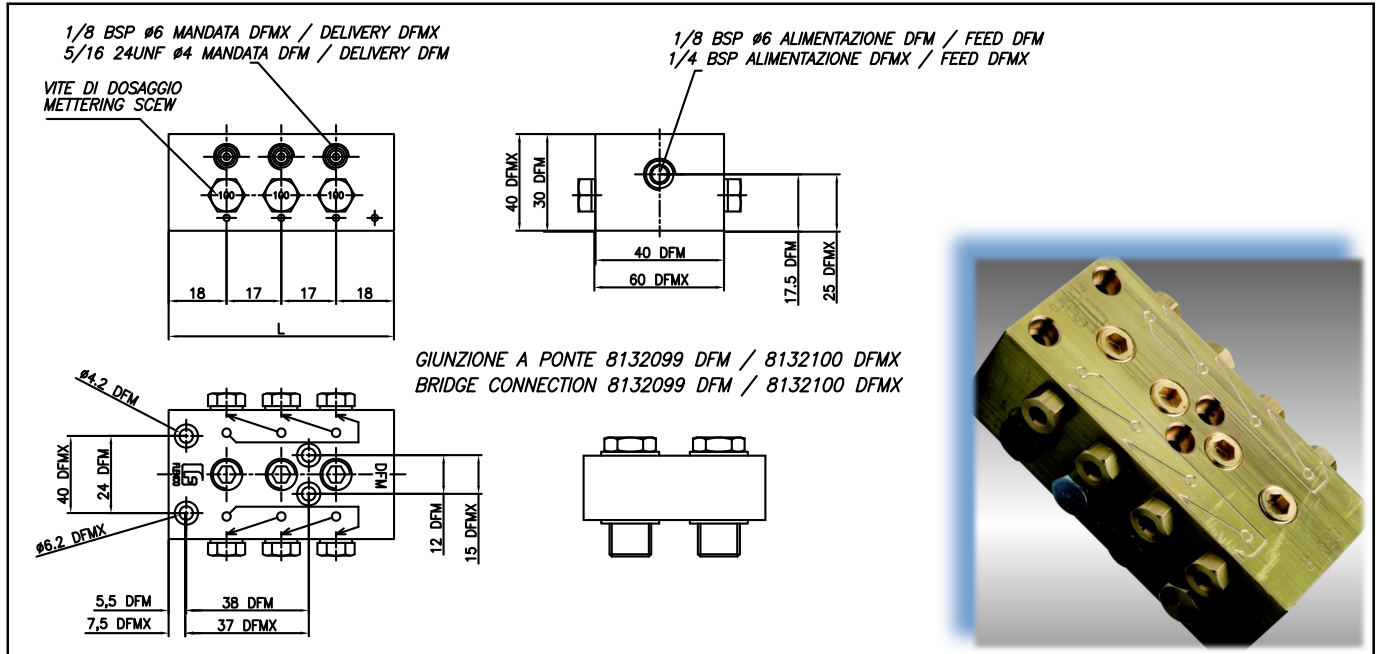 1/8 BSP ø6 MANDATA DFMX / DELIVERY DFMX
5/16 24UNF ø4 MANDATA DFM / DELIVERY DFM
VITE DI DOSAGGIO
METTERING SCEW
100 100 100
18 17 17 18
L
1/8 BSP ø6 ALIMENTAZIONE DFM / FEED DFM
1/4 BSP ALIMENTAZIONE DFMX / FEED DFMX
40 DFMX
30 DFM
40 DFM
60 DFMX
17.5 DFM
25 DFMX
GIUNZIONE A PONTE 8132099 DFM / 8132100 DFMX
BRIDGE CONNECTION 8132099 DFM / 8132100 DFMX
ø4.2 DFM
40 DFMX
24 DFM
ø6.2 DFMX
FLENCO
DFM
12 DFM
15 DFMX
5,5 DFM
38 DFM
7,5 DFMX
37 DFMX